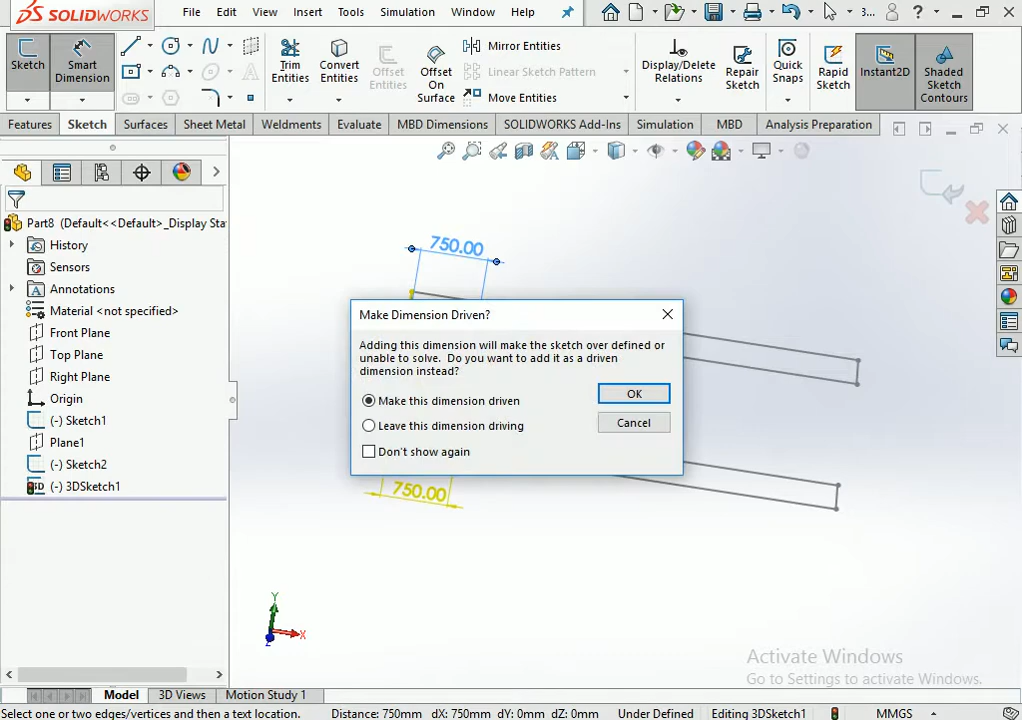 SOLIDWORKS File Edit View Insert Tools Simulation Window Help 3... ?
Sketch Smart Dimension Trim Entities Convert Entities Offset Entities Offset On Surface Mirror Entities Linear Sketch Pattern Move Entities Display/Delete Relations Repair Sketch Quick Snaps Rapid Sketch Instant2D Shaded Sketch Contours
Features Sketch Surfaces Sheet Metal Weldments Evaluate MBD Dimensions SOLIDWORKS Add-Ins Simulation MBD Analysis Preparation
Part8 (Default<<Default>_Display Sta
History
Sensors
Annotations
Material <not specified>
Front Plane
Top Plane
Right Plane
Origin
(-) Sketch1
Plane1
(-) Sketch2
3D (-) 3DSketch1
750.00
Make Dimension Driven?
Adding this dimension will make the sketch over defined or
unable to solve. Do you want to add it as a driven
dimension instead?
Make this dimension driven
Leave this dimension driving
Don't show again
OK
Cancel
750.00
Y
X
Z
Activate Windows
Go to Settings to activate Windows.
Model 3D Views Motion Study 1
Select one or two edges/vertices and then a text location. Distance: 750mm dX: 750mm dY: 0mm dZ: 0mm Under Defined Editing 3DSketch1 MMGS